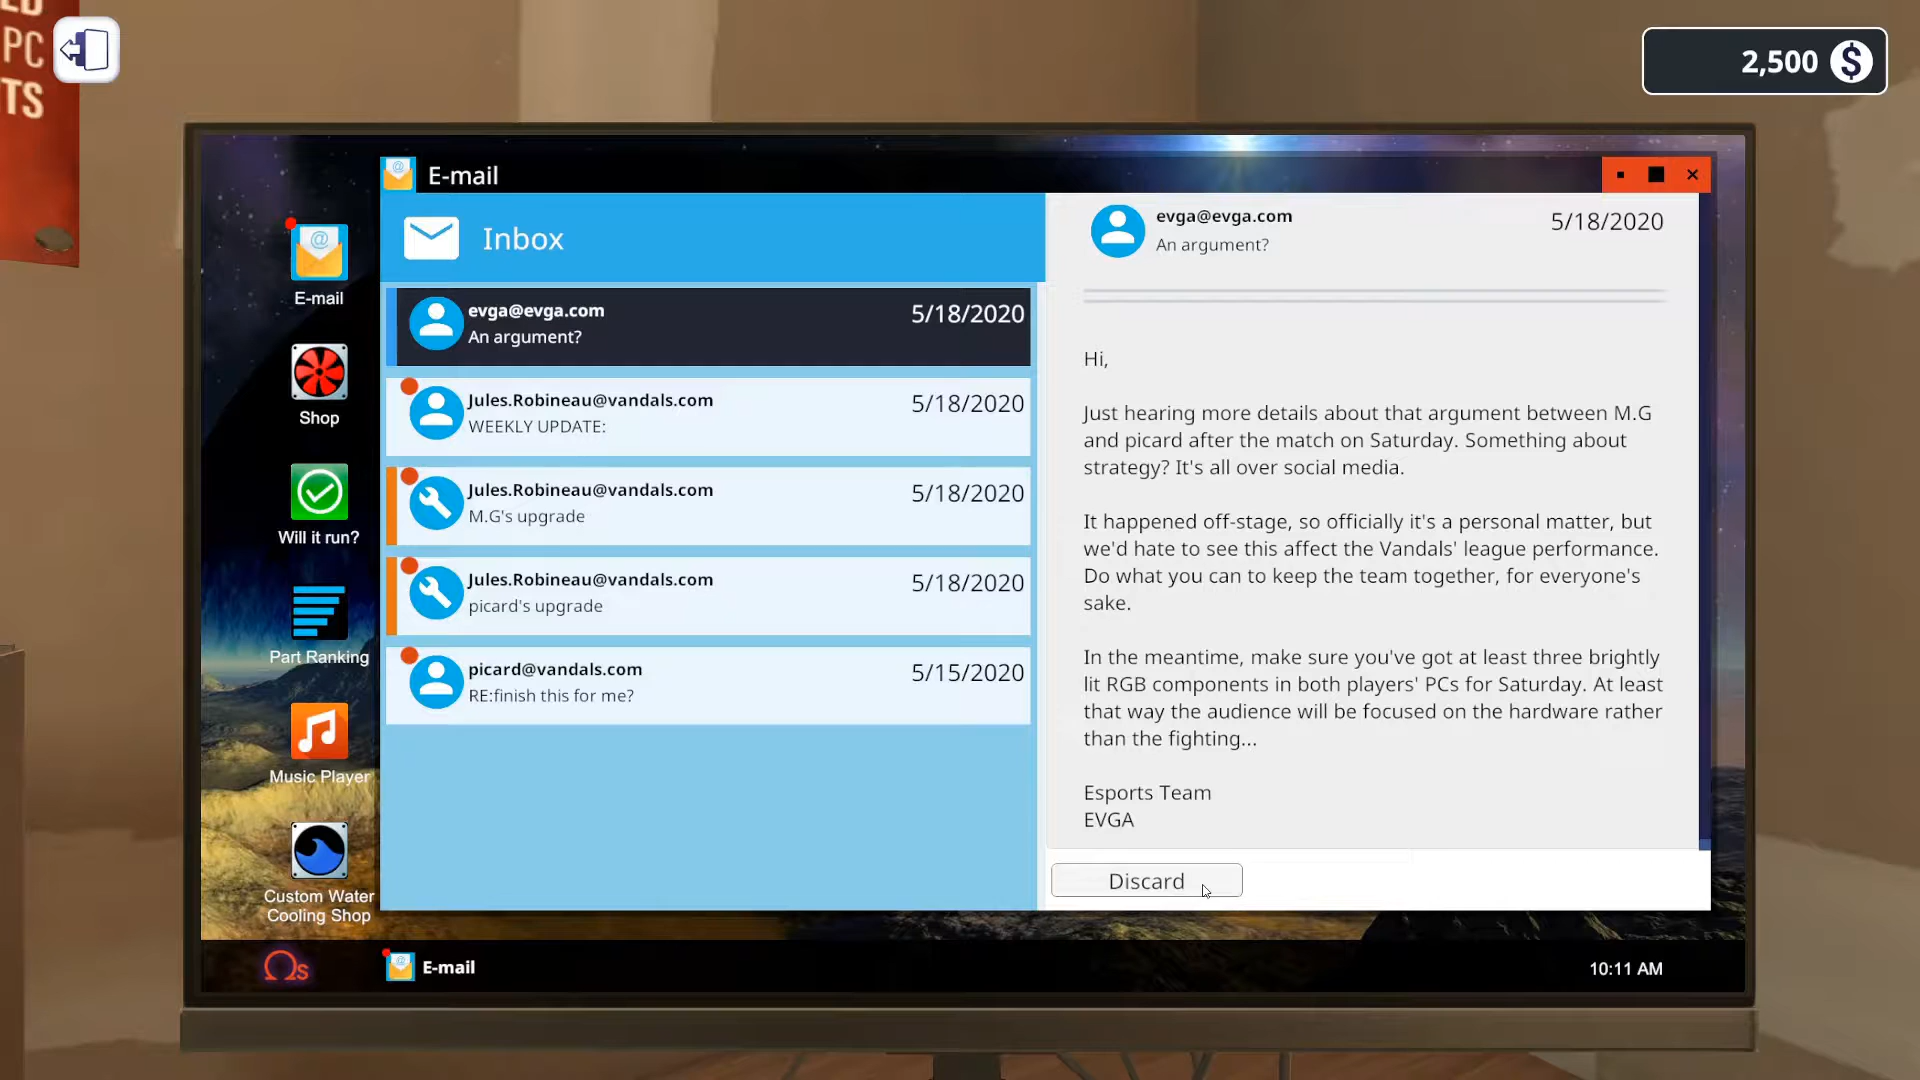 PC
TS
2,500
E-mail
Inbox
evga@evga.com
5/18/2020
An argument?
Jules.Robineau@vandals.com
5/18/2020
WEEKLY UPDATE:
Jules.Robineau@vandals.com
5/18/2020
M.G's upgrade
Jules.Robineau@vandals.com
5/18/2020
picard's upgrade
picard@vandals.com
5/15/2020
RE:finish this for me?
evga@evga.com
5/18/2020
An argument?
Hi,
Just hearing more details about that argument between M.G
and picard after the match on Saturday. Something about
strategy? It's all over social media.
It happened off-stage, so officially it's a personal matter, but
we'd hate to see this affect the Vandals' league performance.
Do what you can to keep the team together, for everyone's
sake.
In the meantime, make sure you've got at least three brightly
lit RGB components in both players' PCs for Saturday. At least
that way the audience will be focused on the hardware rather
than the fighting...
Esports Team
EVGA
Discard
E-mail
Shop
Will it run?
Part Ranking
Music Player
Custom Water
Cooling Shop
Ωs
E-mail
10:11 AM